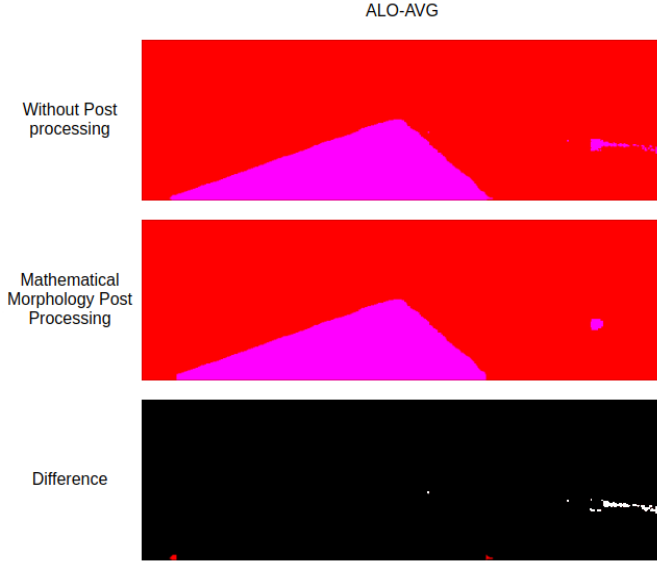 ALO-AVG
Without Post
processing
Mathematical
Morphology Post
Processing
Difference